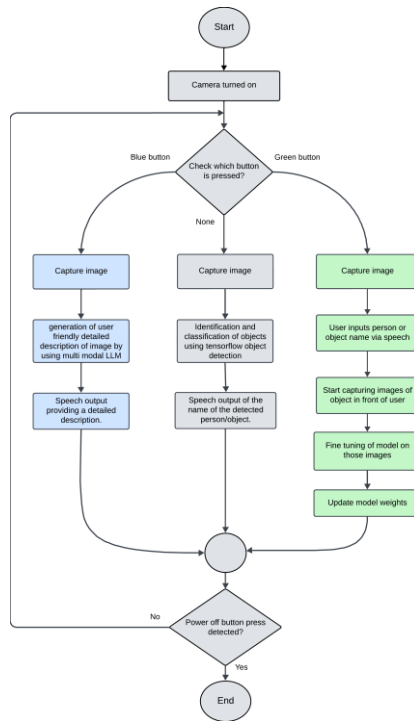 Start
Camera turned on
Blue button
Check which button
is pressed?
Green button
None
Capture image
Capture image
Capture image
generation of user
friendly detailed
description of image by
using multi modal LLM
Identification and
classification of objects
using tensorflow object
detection
User inputs person or
object name via speech
Speech output
providing a detailed
description.
Speech output of the
name of the detected
person/object.
Start capturing images of
object in front of user
Fine tuning of model on
those images
Update model weights
No
Power off button press
detected?
Yes
End